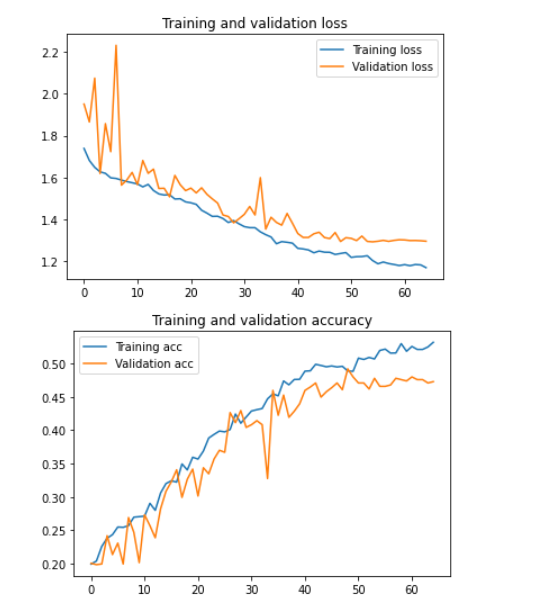 Training and validation loss
Training loss
Validation loss
2.2
2.0
1.8
1.6
1.4
1.2
0 10 20 30 40 50 60
Training and validation accuracy
Training acc
Validation acc
0.50
0.45
0.40
0.35
0.30
0.25
0.20
0 10 20 30 40 50 60